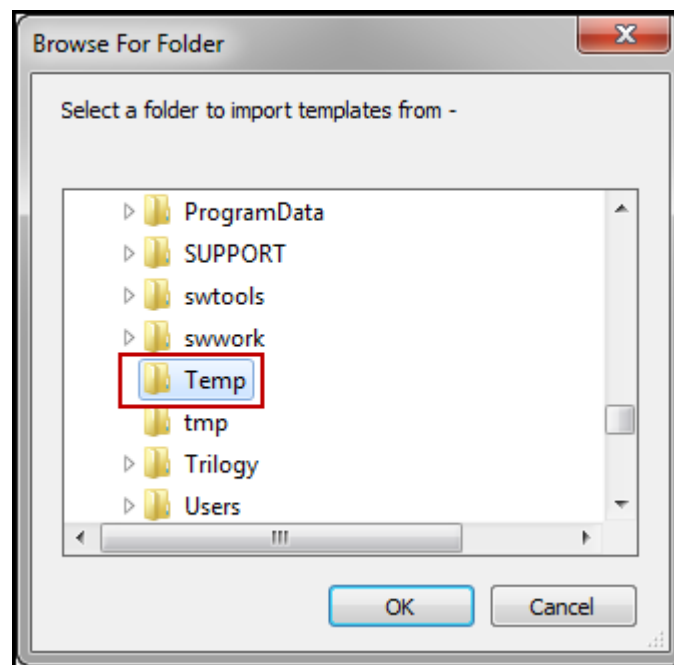 Browse For Folder
Select a folder to import templates from -
ProgramData
SUPPORT
swtools
swwork
Temp
tmp
Trilogy
Users
OK Cancel